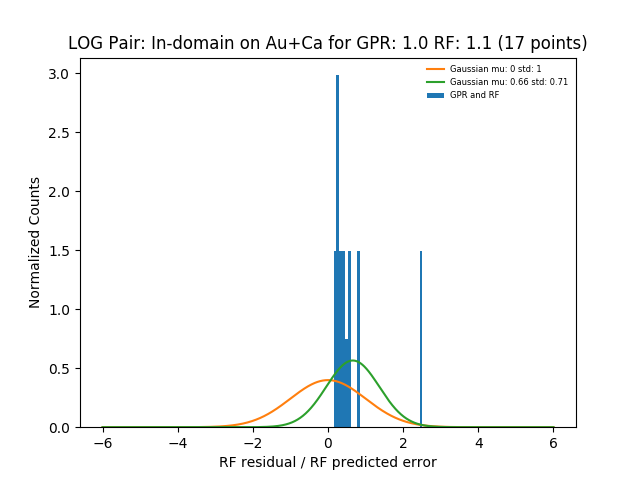 LOG Pair: In-domain on Au+Ca for GPR: 1.0 RF: 1.1 (17 points)
Gaussian mu: 0 std: 1
Gaussian mu: 0.66 std: 0.71
GPR and RF
Normalized Counts
3.0
2.5
2.0
1.5
1.0
0.5
0.0
−6 −4 −2 0 2 4 6
RF residual / RF predicted error